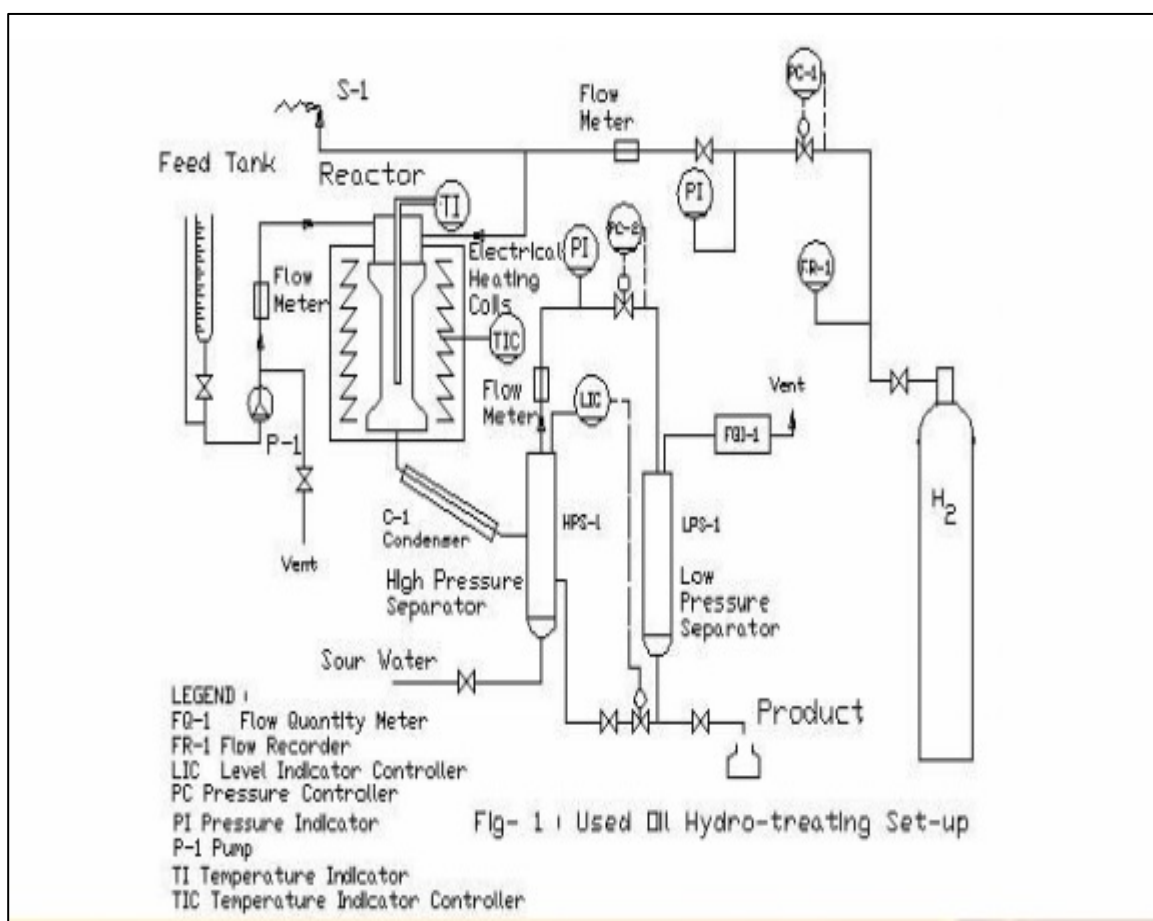 S-1
Flow
Meter
PC-1
Feed Tank
Reactor
TI
PI
PC-2
PI
Electrical
Heating
Coils
Flow
Meter
TIC
FR-1
Flow
Meter
LIC
Vent
FQI-1
P-1
H2
C-1
Condenser
HPS-1
LPS-1
Vent
High Pressure
Separator
Low
Pressure
Separator
Sour Water
Product
LEGEND :
FQ-1 Flow Quantity Meter
FR-1 Flow Recorder
LIC Level Indicator Controller
PC Pressure Controller
PI Pressure Indicator
P-1 Pump
TI Temperature Indicator
TIC Temperature Indicator Controller
Fig- 1 : Used Oil Hydro-treating Set-up